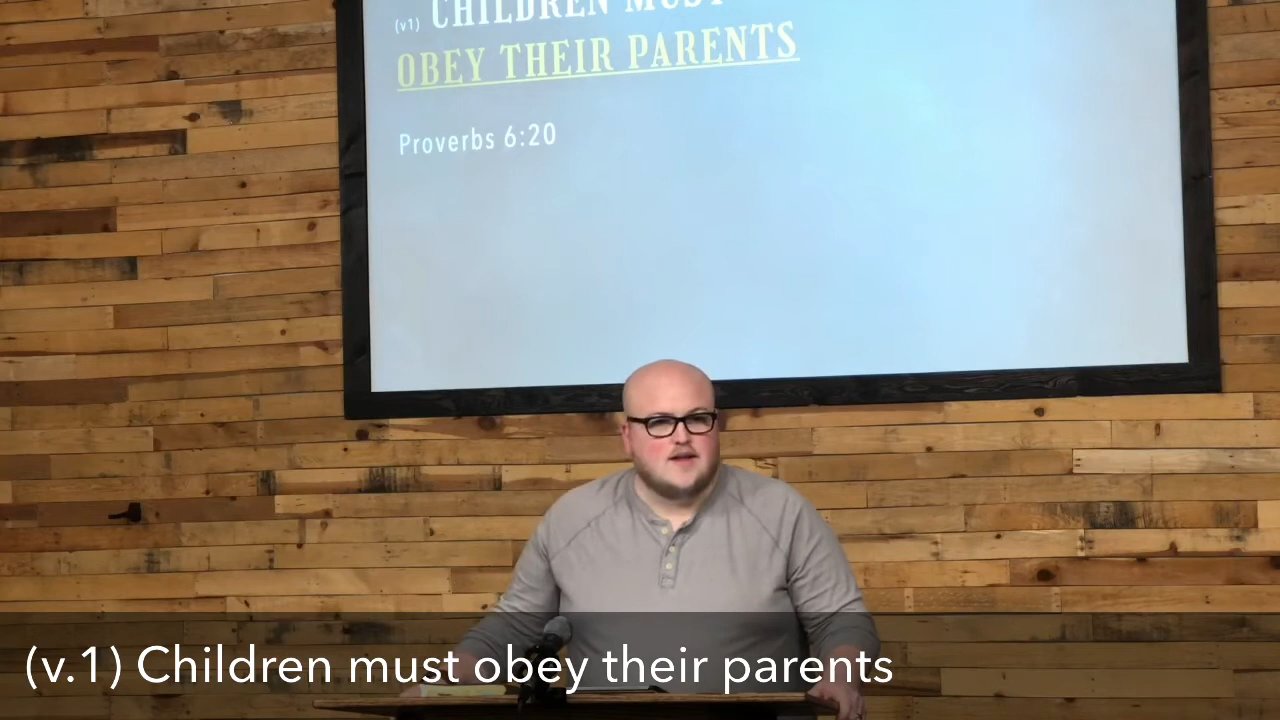 (v1) CHILDREN MUST
OBEY THEIR PARENTS
Proverbs 6:20
(v.1) Children must obey their parents